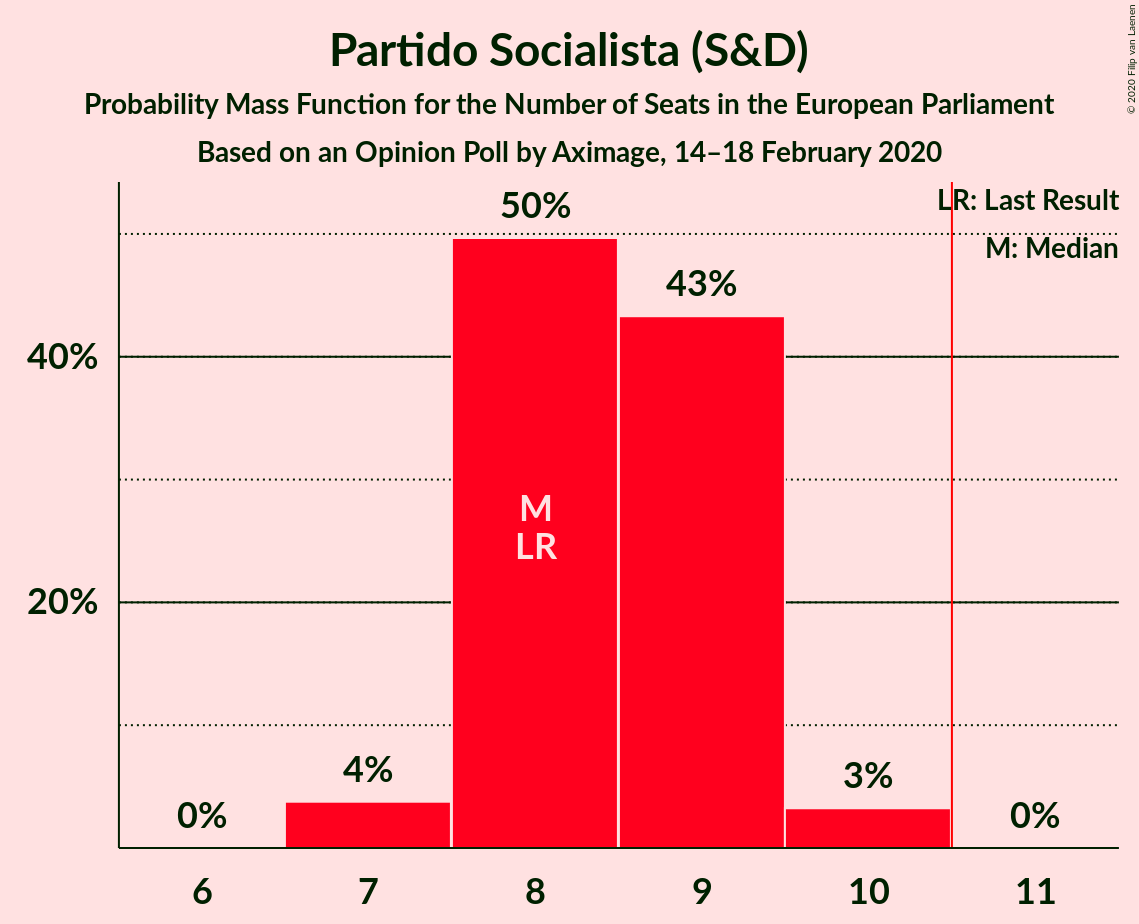 Partido Socialista (S&D)
Probability Mass Function for the Number of Seats in the European Parliament
Based on an Opinion Poll by Aximage, 14–18 February 2020
© 2020 Filip van Laenen
LR: Last Result
M: Median
50%
43%
40%
M
LR
20%
4%
3%
0%
0%
6
7
8
9
10
11